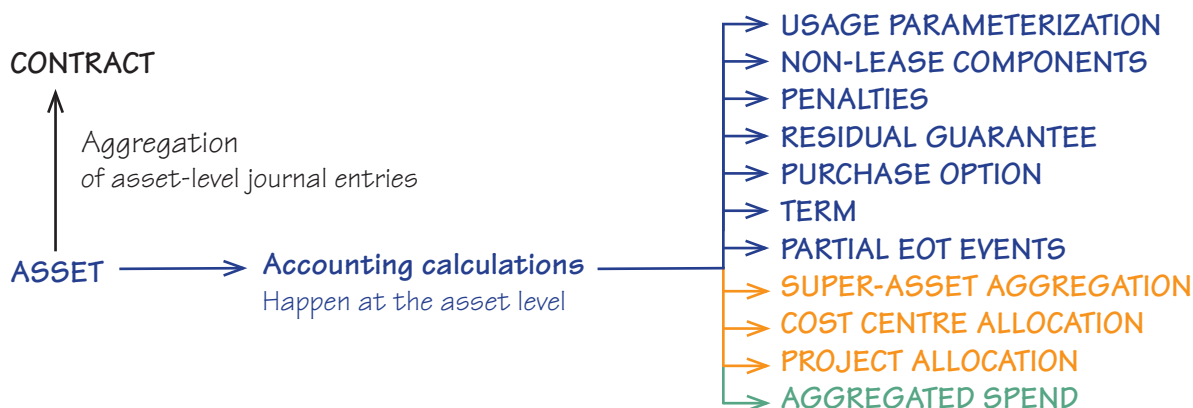 CONTRACT
Aggregation
of asset-level journal entries
ASSET
Accounting calculations
Happen at the asset level
USAGE PARAMETERIZATION
NON-LEASE COMPONENTS
PENALTIES
RESIDUAL GUARANTEE
PURCHASE OPTION
TERM
PARTIAL EOT EVENTS
SUPER-ASSET AGGREGATION
COST CENTRE ALLOCATION
PROJECT ALLOCATION
AGGREGATED SPEND